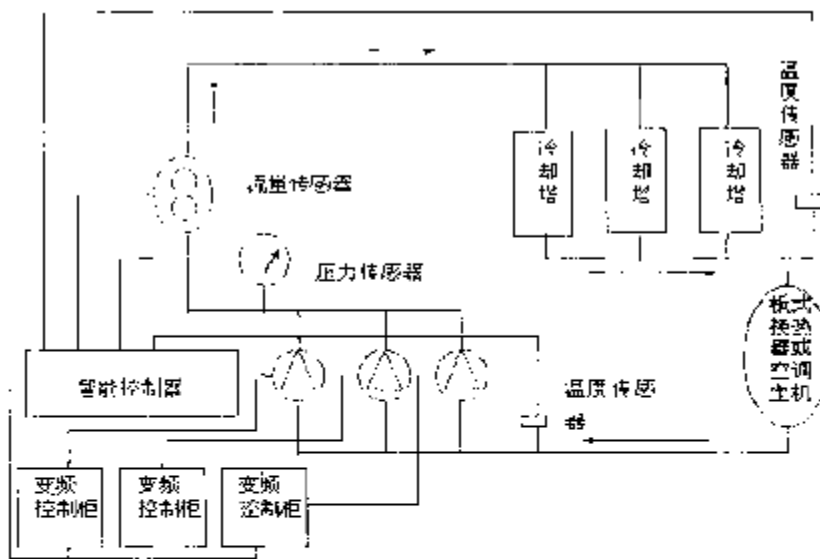 温度传感器
冷却塔
冷却塔
冷却塔
流量传感器
压力传感器
板式
换热
器或
空调
主机
智能控制器
温度传感
器
变频
控制柜
变频
控制柜
变频
控制柜